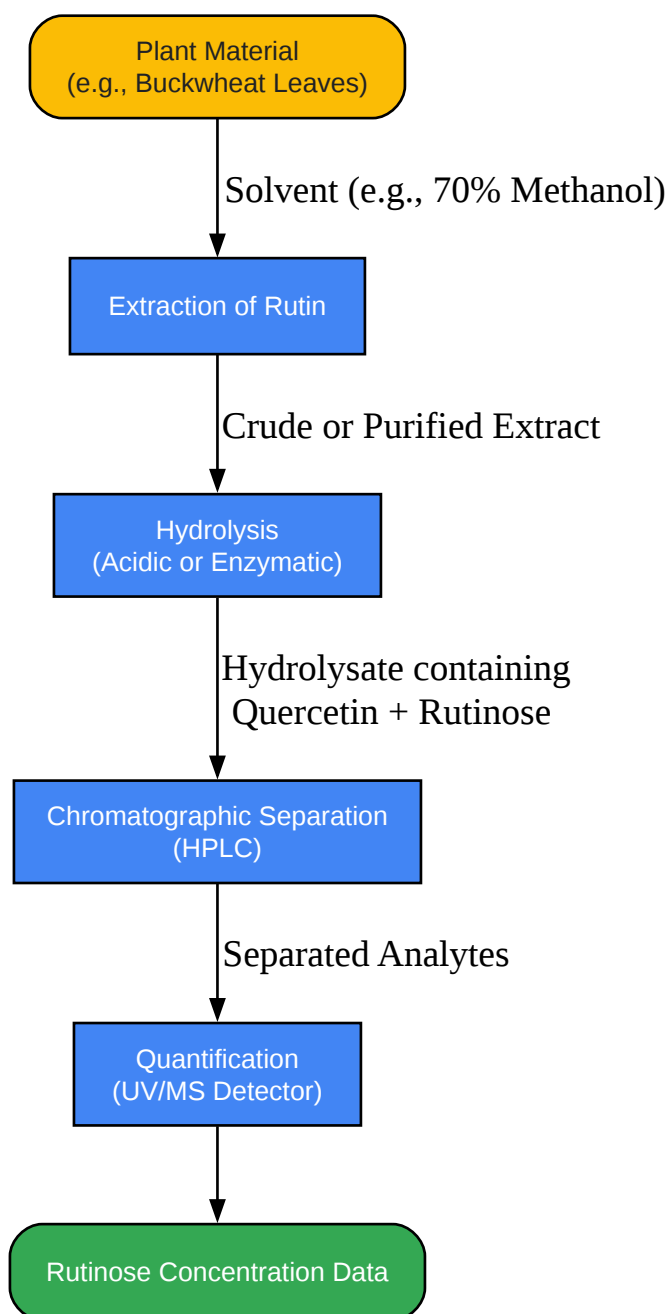 Plant Material
(e.g., Buckwheat Leaves)
Solvent (e.g., 70% Methanol)
Extraction of Rutin
Crude or Purified Extract
Hydrolysis
(Acidic or Enzymatic)
Hydrolysate containing
Quercetin + Rutinose
Chromatographic Separation
(HPLC)
Separated Analytes
Quantification
(UV/MS Detector)
Rutinose Concentration Data